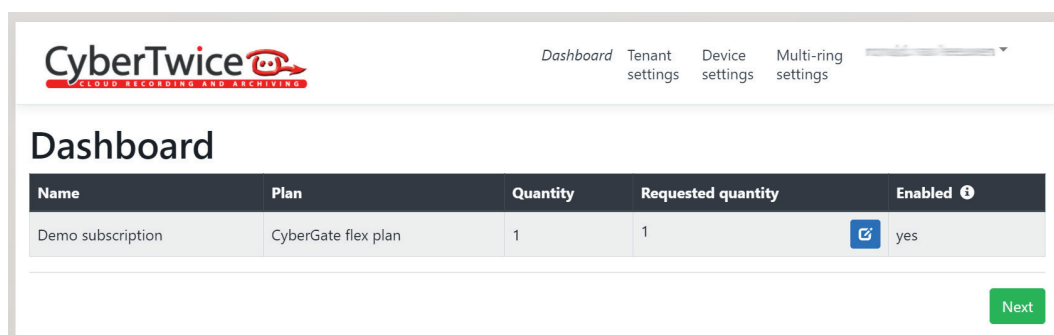 CyberTwice
CLOUD RECORDING AND ARCHIVING
Dashboard Tenant settings Device settings Multi-ring settings
Dashboard
Name Plan Quantity Requested quantity Enabled
Demo subscription CyberGate flex plan 1 1 yes
Next